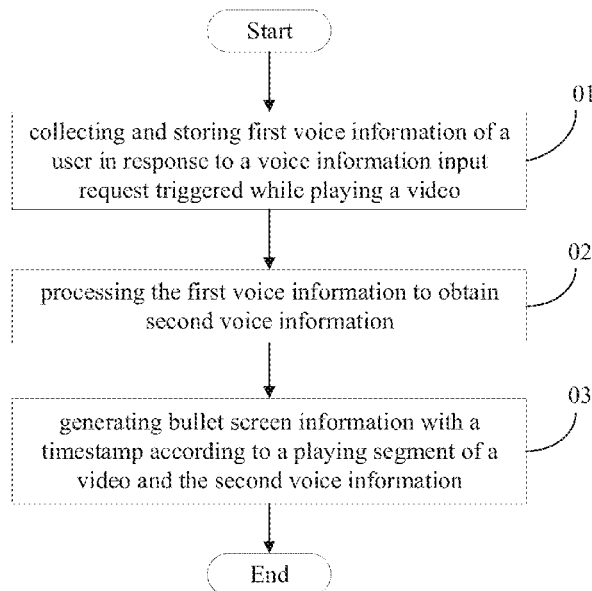 Start
01
collecting and storing first voice information of a
user in response to a voice information input
request triggered while playing a video
02
processing the first voice information to obtain
second voice information
03
generating bullet screen information with a
timestamp according to a playing segment of a
video and the second voice information
End